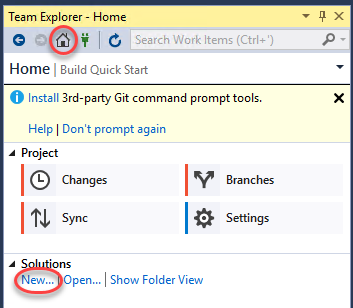 Team Explorer - Home
Search Work Items (Ctrl+')
Home | Build Quick Start
Install 3rd-party Git command prompt tools.
Help | Don't prompt again
Project
Changes
Branches
Sync
Settings
Solutions
New... | Open... | Show Folder View